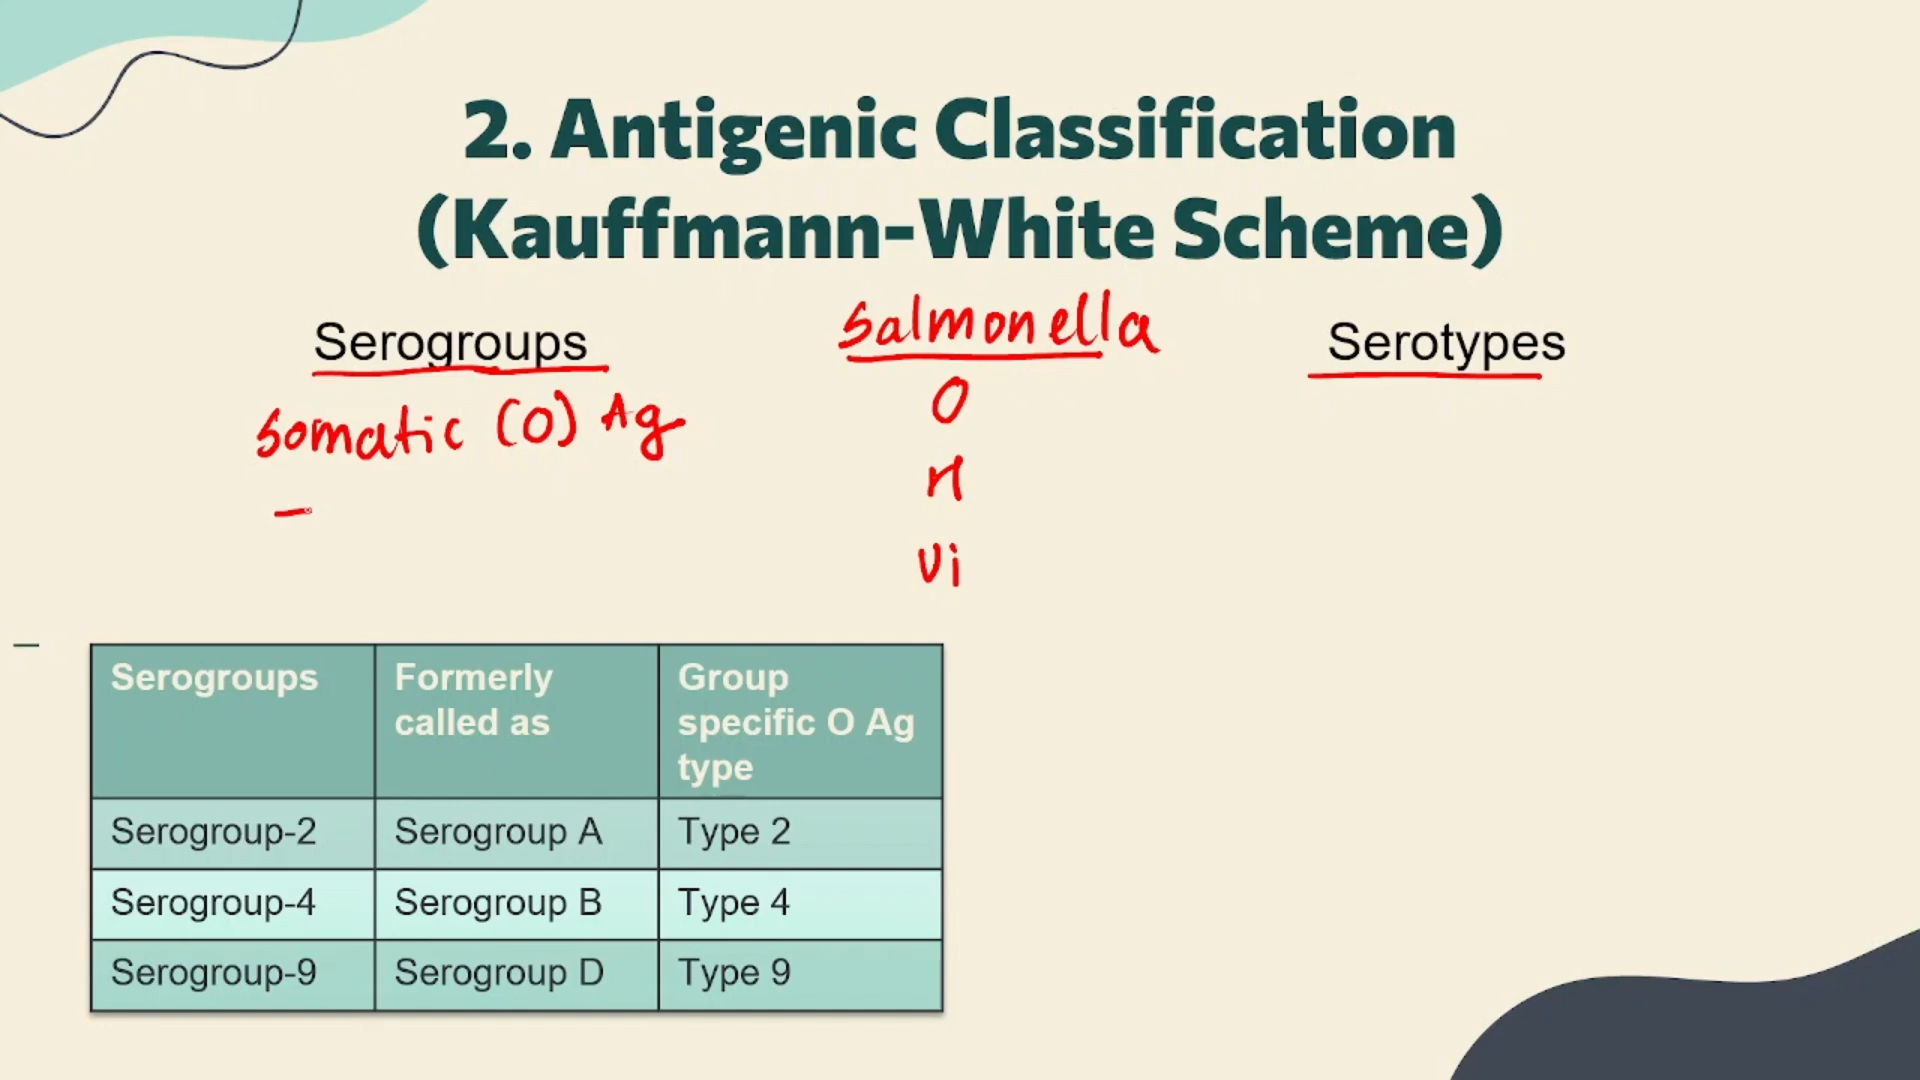 2. Antigenic Classification
(Kauffmann-White Scheme)
Serogroups
Salmonella
Serotypes
Somatic (O) Ag
O
H
Vi
Serogroups
Formerly
called as
Group
specific O Ag
type
Serogroup-2
Serogroup A
Type 2
Serogroup-4
Serogroup B
Type 4
Serogroup-9
Serogroup D
Type 9